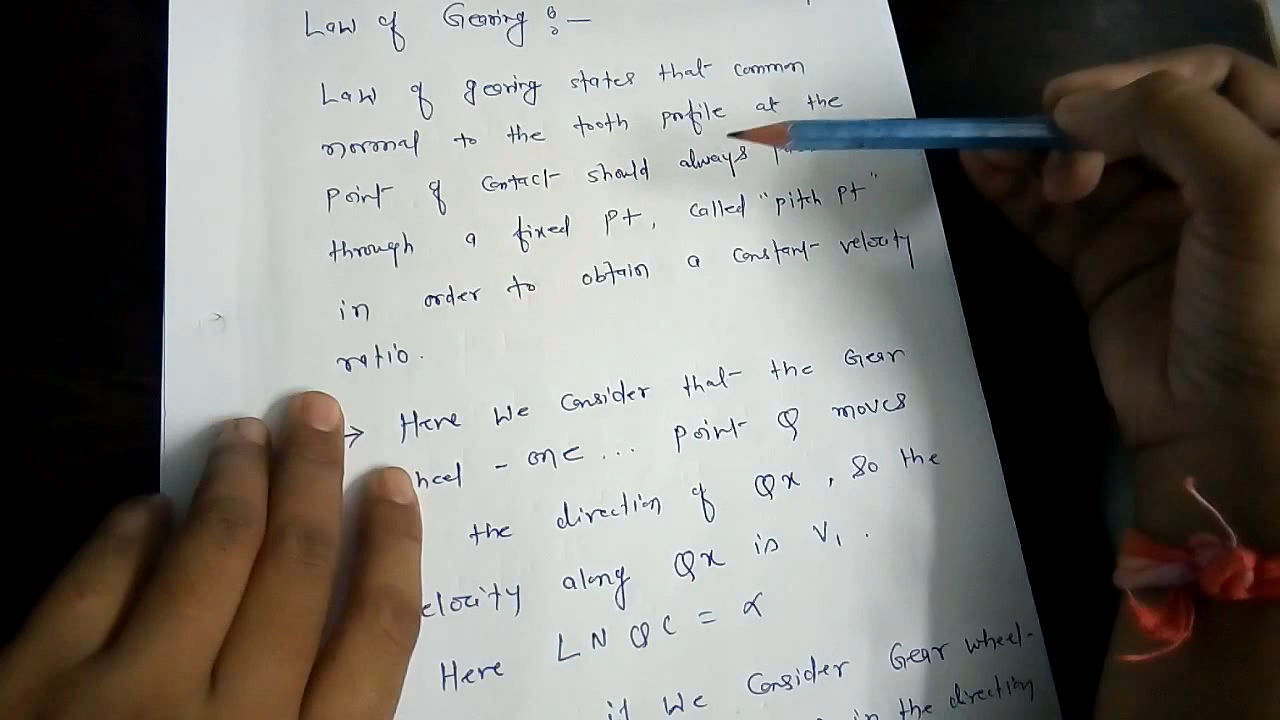 Law of Gearing :—
Law of gearing states that common
normal to the tooth profile at the
point of contact should always
through a fixed pt, called "pitch pt"
in order to obtain a constant velocity
ratio.
→ Here we consider that the Gear
heel - one ... point Q moves
the direction of Qx, so the
elocity along Qx is V₁.
Here ∠NQC = α
if we consider Gear wheel-
in the direction